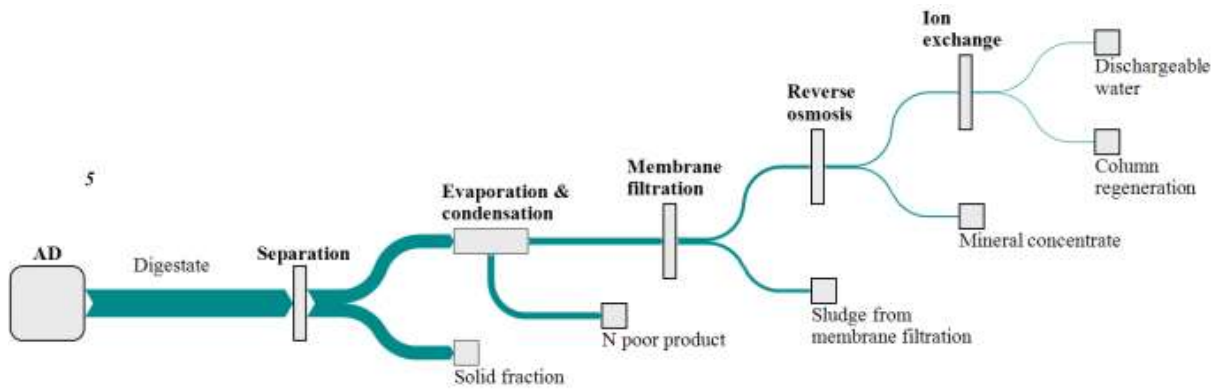 Ion
exchange
Dischargeable
water
Reverse
osmosis
Column
regeneration
5
Membrane
filtration
Evaporation &
condensation
Mineral concentrate
AD
Digestate
Separation
Sludge from
membrane filtration
N poor product
Solid fraction